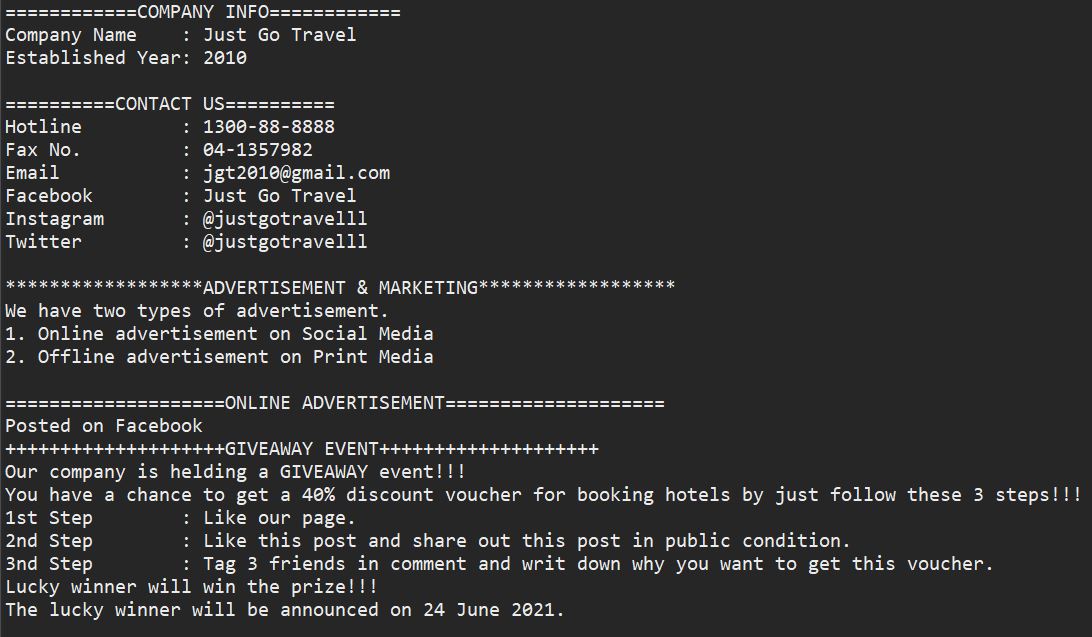 ============COMPANY INFO============
Company Name    : Just Go Travel
Established Year: 2010
==========CONTACT US==========
Hotline         : 1300-88-8888
Fax No.         : 04-1357982
Email           : jgt2010@gmail.com
Facebook        : Just Go Travel
Instagram       : @justgotravelll
Twitter         : @justgotravelll
******************ADVERTISEMENT & MARKETING******************
We have two types of advertisement.
1. Online advertisement on Social Media
2. Offline advertisement on Print Media
====================ONLINE ADVERTISEMENT====================
Posted on Facebook
++++++++++++++++++++GIVEAWAY EVENT++++++++++++++++++++
Our company is helding a GIVEAWAY event!!!
You have a chance to get a 40% discount voucher for booking hotels by just follow these 3 steps!!!
1st Step        : Like our page.
2nd Step        : Like this post and share out this post in public condition.
3nd Step        : Tag 3 friends in comment and writ down why you want to get this voucher.
Lucky winner will win the prize!!!
The lucky winner will be announced on 24 June 2021.